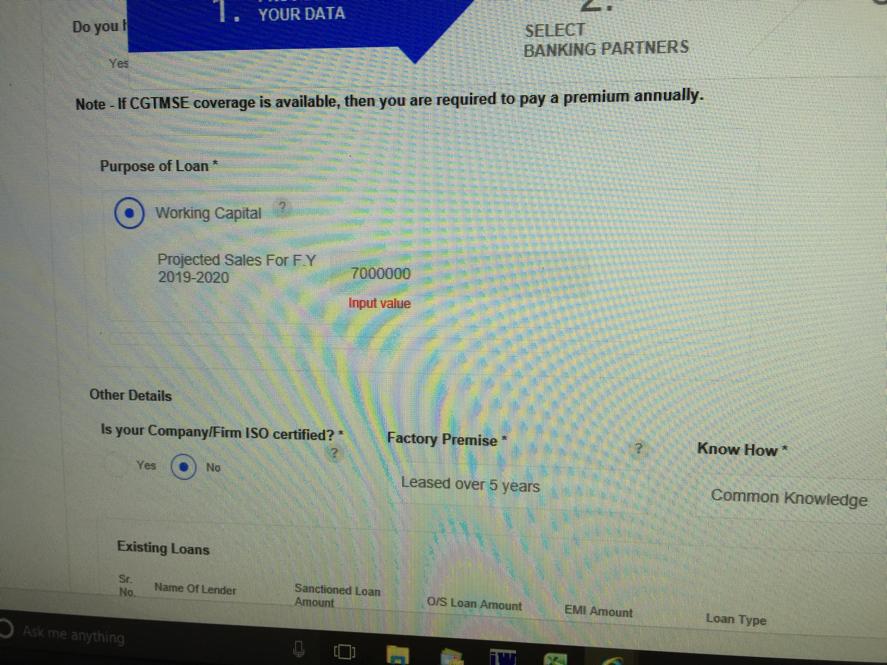 1.
YOUR DATA
2.
SELECT
BANKING PARTNERS
Do you
Yes
Note - If CGTMSE coverage is available, then you are required to pay a premium annually.
Purpose of Loan *
Working Capital ?
Projected Sales For F.Y
2019-2020
7000000
Input value
Other Details
Is your Company/Firm ISO certified? *
?
Yes No
Factory Premise * ?
Leased over 5 years
Know How *
Common Knowledge
Existing Loans
Sr.
No.
Name Of Lender
Sanctioned Loan
Amount
O/S Loan Amount
EMI Amount
Loan Type
Ask me anything